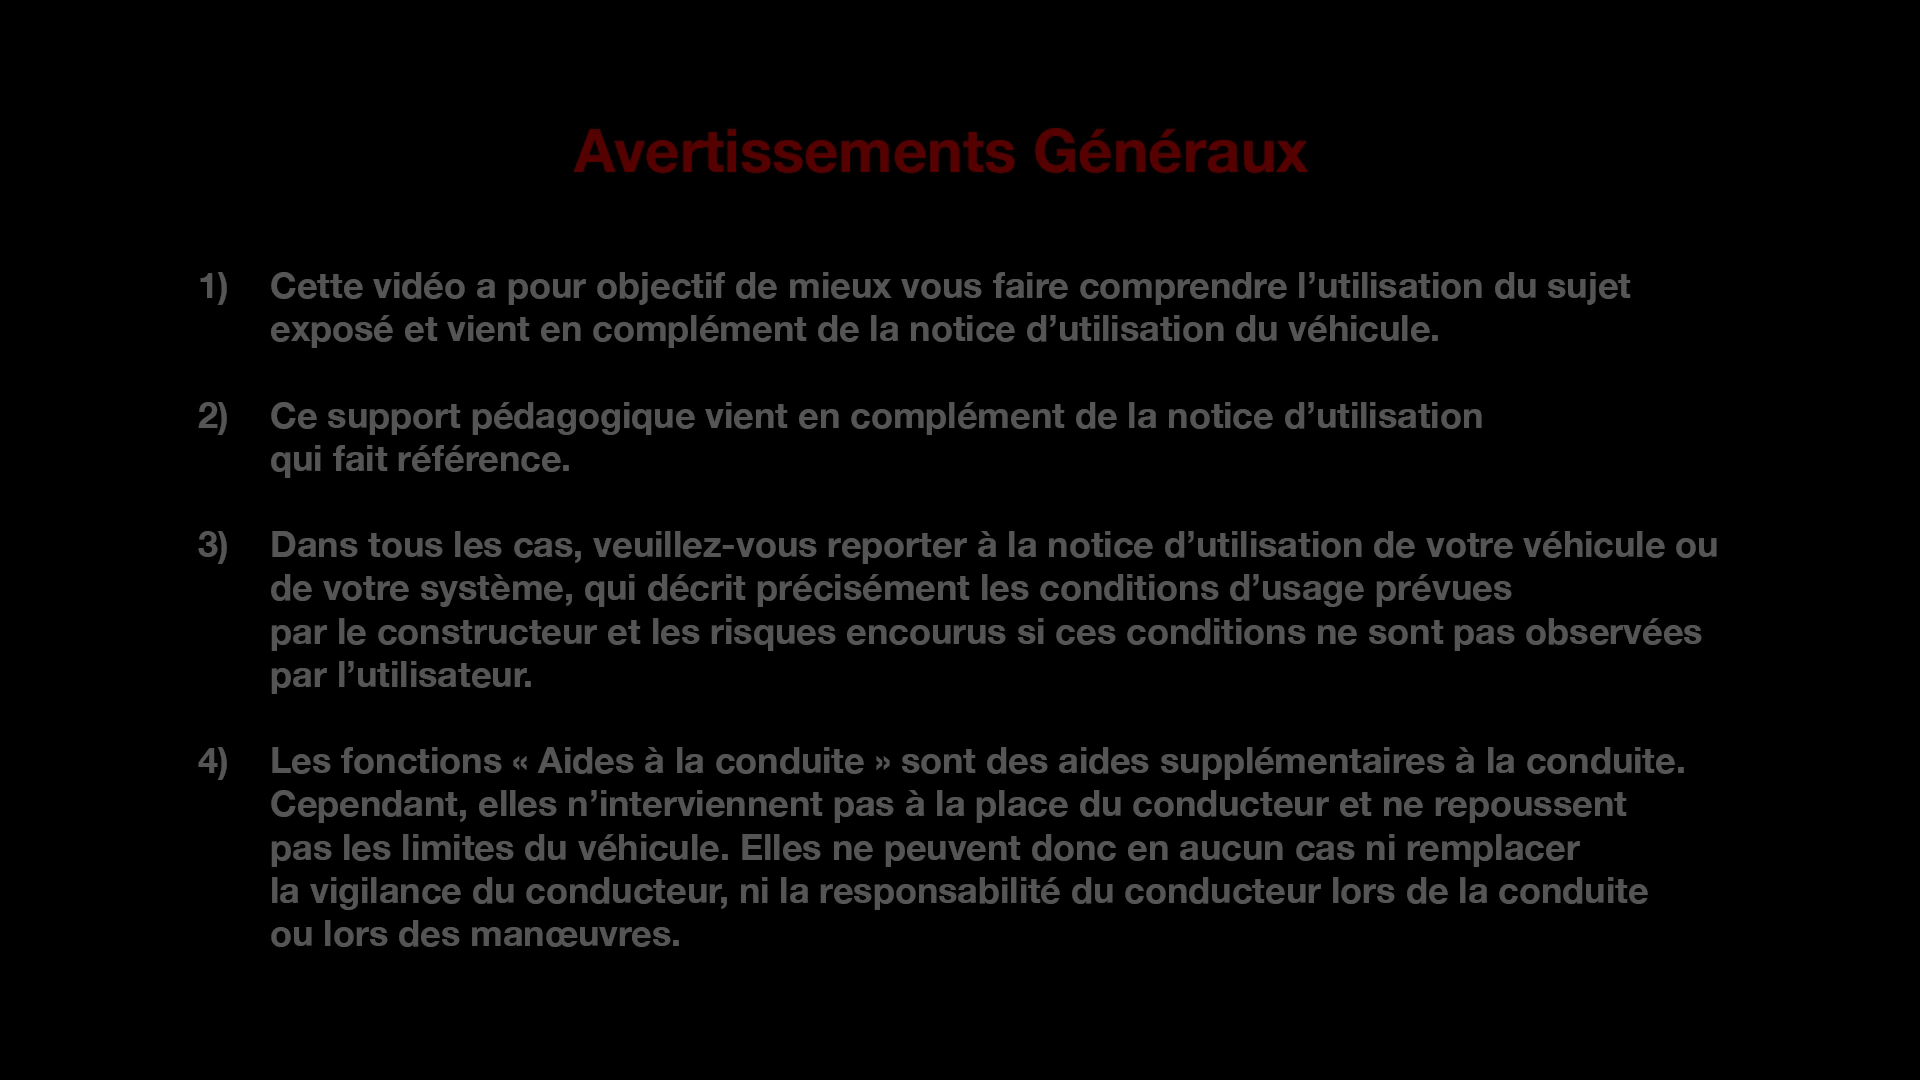 Avertissements Généraux
1) Cette vidéo a pour objectif de mieux vous faire comprendre l’utilisation du sujet
exposé et vient en complément de la notice d’utilisation du véhicule.
2) Ce support pédagogique vient en complément de la notice d’utilisation
qui fait référence.
3) Dans tous les cas, veuillez-vous reporter à la notice d’utilisation de votre véhicule ou
de votre système, qui décrit précisément les conditions d’usage prévues
par le constructeur et les risques encourus si ces conditions ne sont pas observées
par l’utilisateur.
4) Les fonctions « Aides à la conduite » sont des aides supplémentaires à la conduite.
Cependant, elles n’interviennent pas à la place du conducteur et ne repoussent
pas les limites du véhicule. Elles ne peuvent donc en aucun cas ni remplacer
la vigilance du conducteur, ni la responsabilité du conducteur lors de la conduite
ou lors des manœuvres.